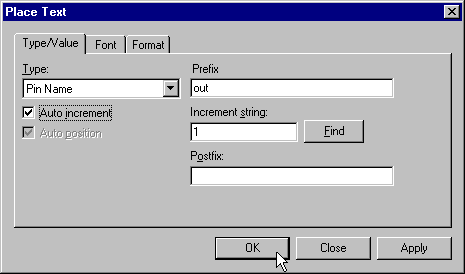 Place Text
Type/Value Font Format
Type: Prefix
Pin Name out
Auto increment Increment string:
Auto position 1 Find
Postfix:
OK Close Apply